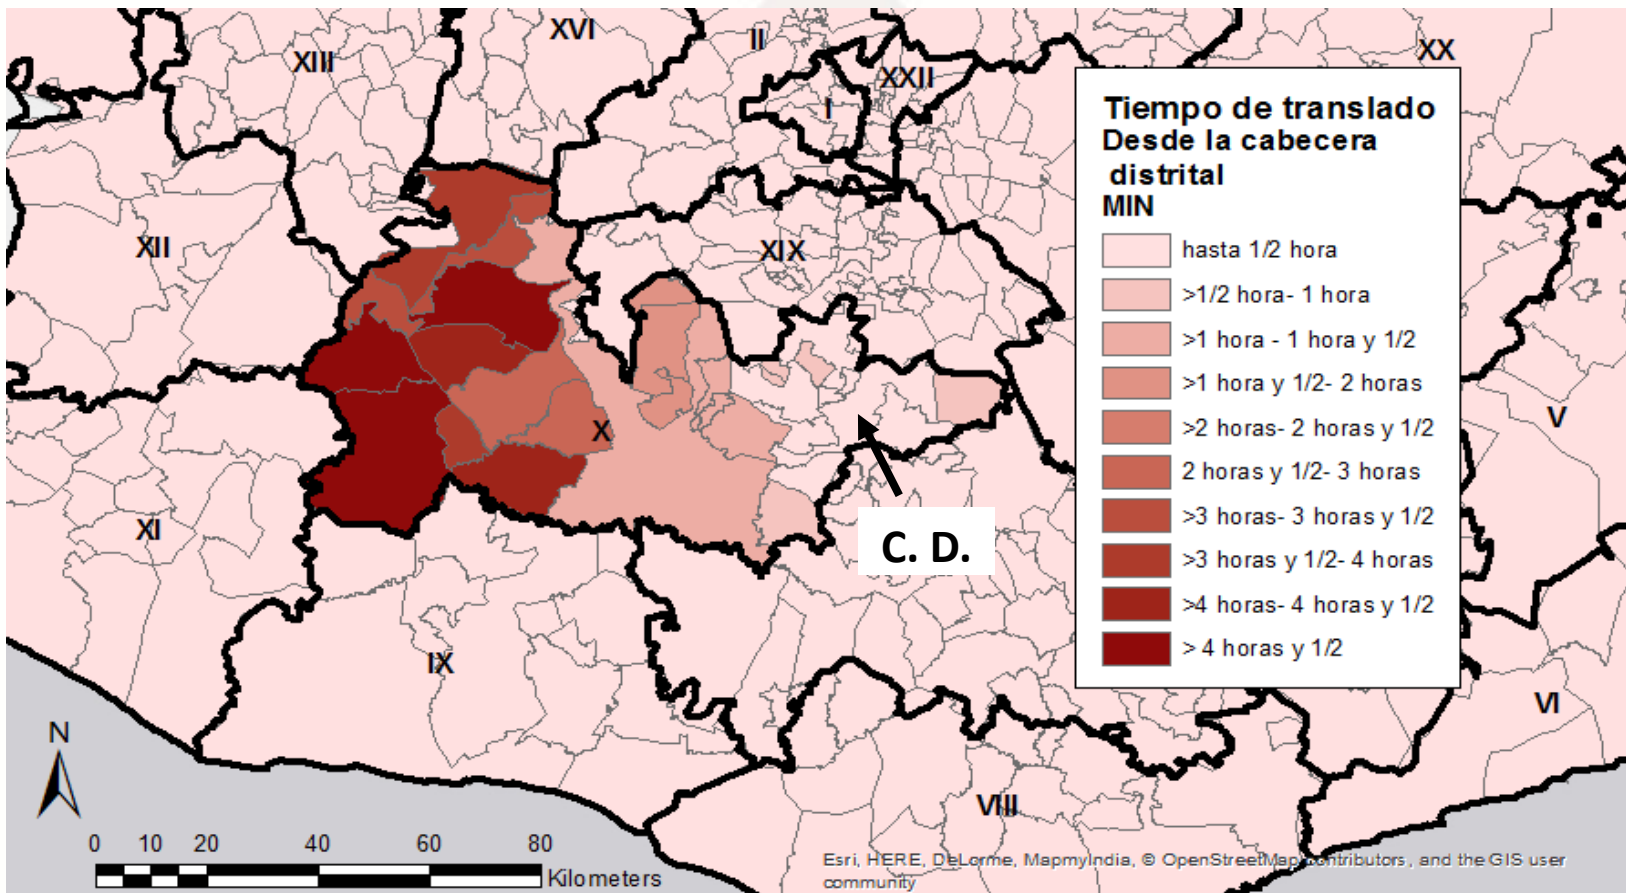 XVI
II
XX
XIII
XXII
I
Tiempo de translado
Desde la cabecera
distrital
MIN
hasta 1/2 hora
>1/2 hora- 1 hora
>1 hora - 1 hora y 1/2
>1 hora y 1/2- 2 horas
>2 horas- 2 horas y 1/2
2 horas y 1/2- 3 horas
>3 horas- 3 horas y 1/2
>3 horas y 1/2- 4 horas
>4 horas- 4 horas y 1/2
> 4 horas y 1/2
XII
XIX
V
X
XI
C. D.
IX
VI
VIII
N
0 10 20 40 60 80
Kilometers
Esri, HERE, DeLorme, MapmyIndia, © OpenStreetMap contributors, and the GIS user
community